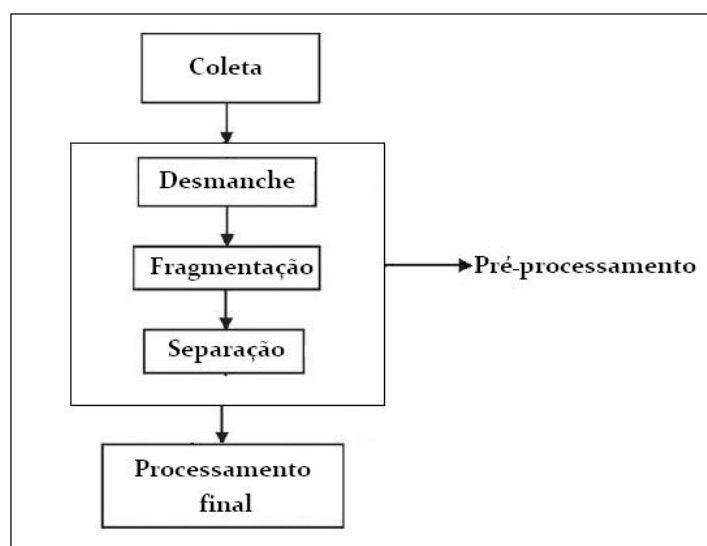 Coleta
Desmanche
Fragmentação
Pré-processamento
Separação
Processamento
final